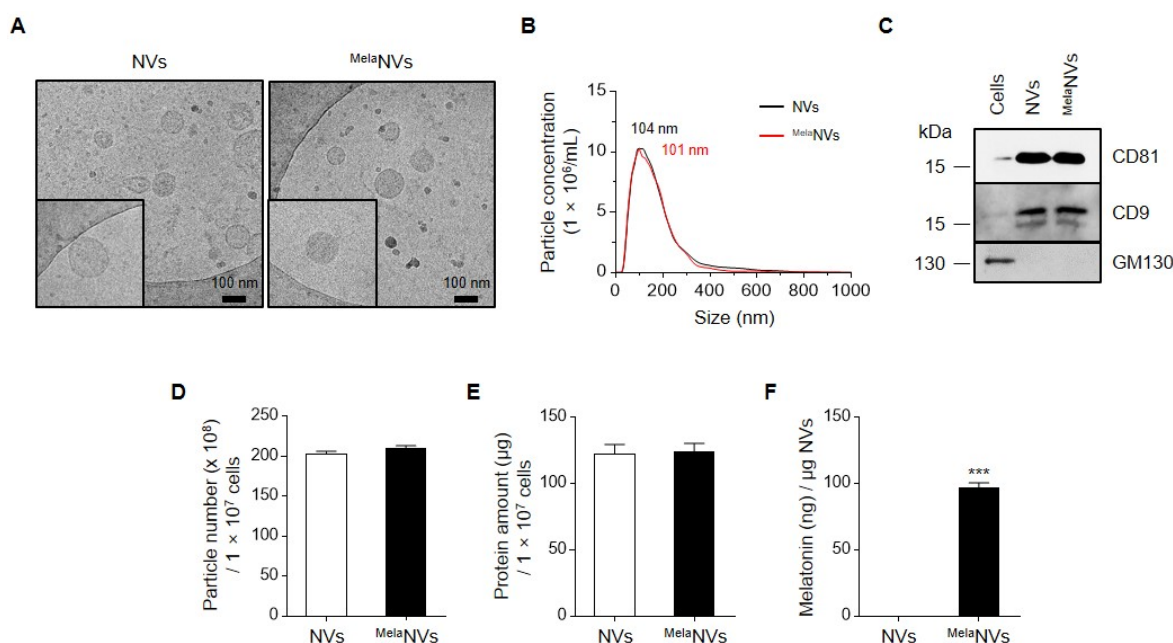 A
NVs
MelaNVs
100 nm
100 nm
B
Particle concentration
(1 × 10⁶/mL)
15
10
5
0
104 nm
101 nm
NVs
MelaNVs
0 200 400 600 800 1000
Size (nm)
C
Cells
NVs
MelaNVs
kDa
15
CD81
15
CD9
130
GM130
D
Particle number (x 10⁸)
/ 1 × 10⁷ cells
250
200
150
100
50
0
NVs MelaNVs
E
Protein amount (μg)
/ 1 × 10⁷ cells
150
100
50
0
NVs MelaNVs
F
Melatonin (ng) / μg NVs
150
100
50
0
***
NVs MelaNVs